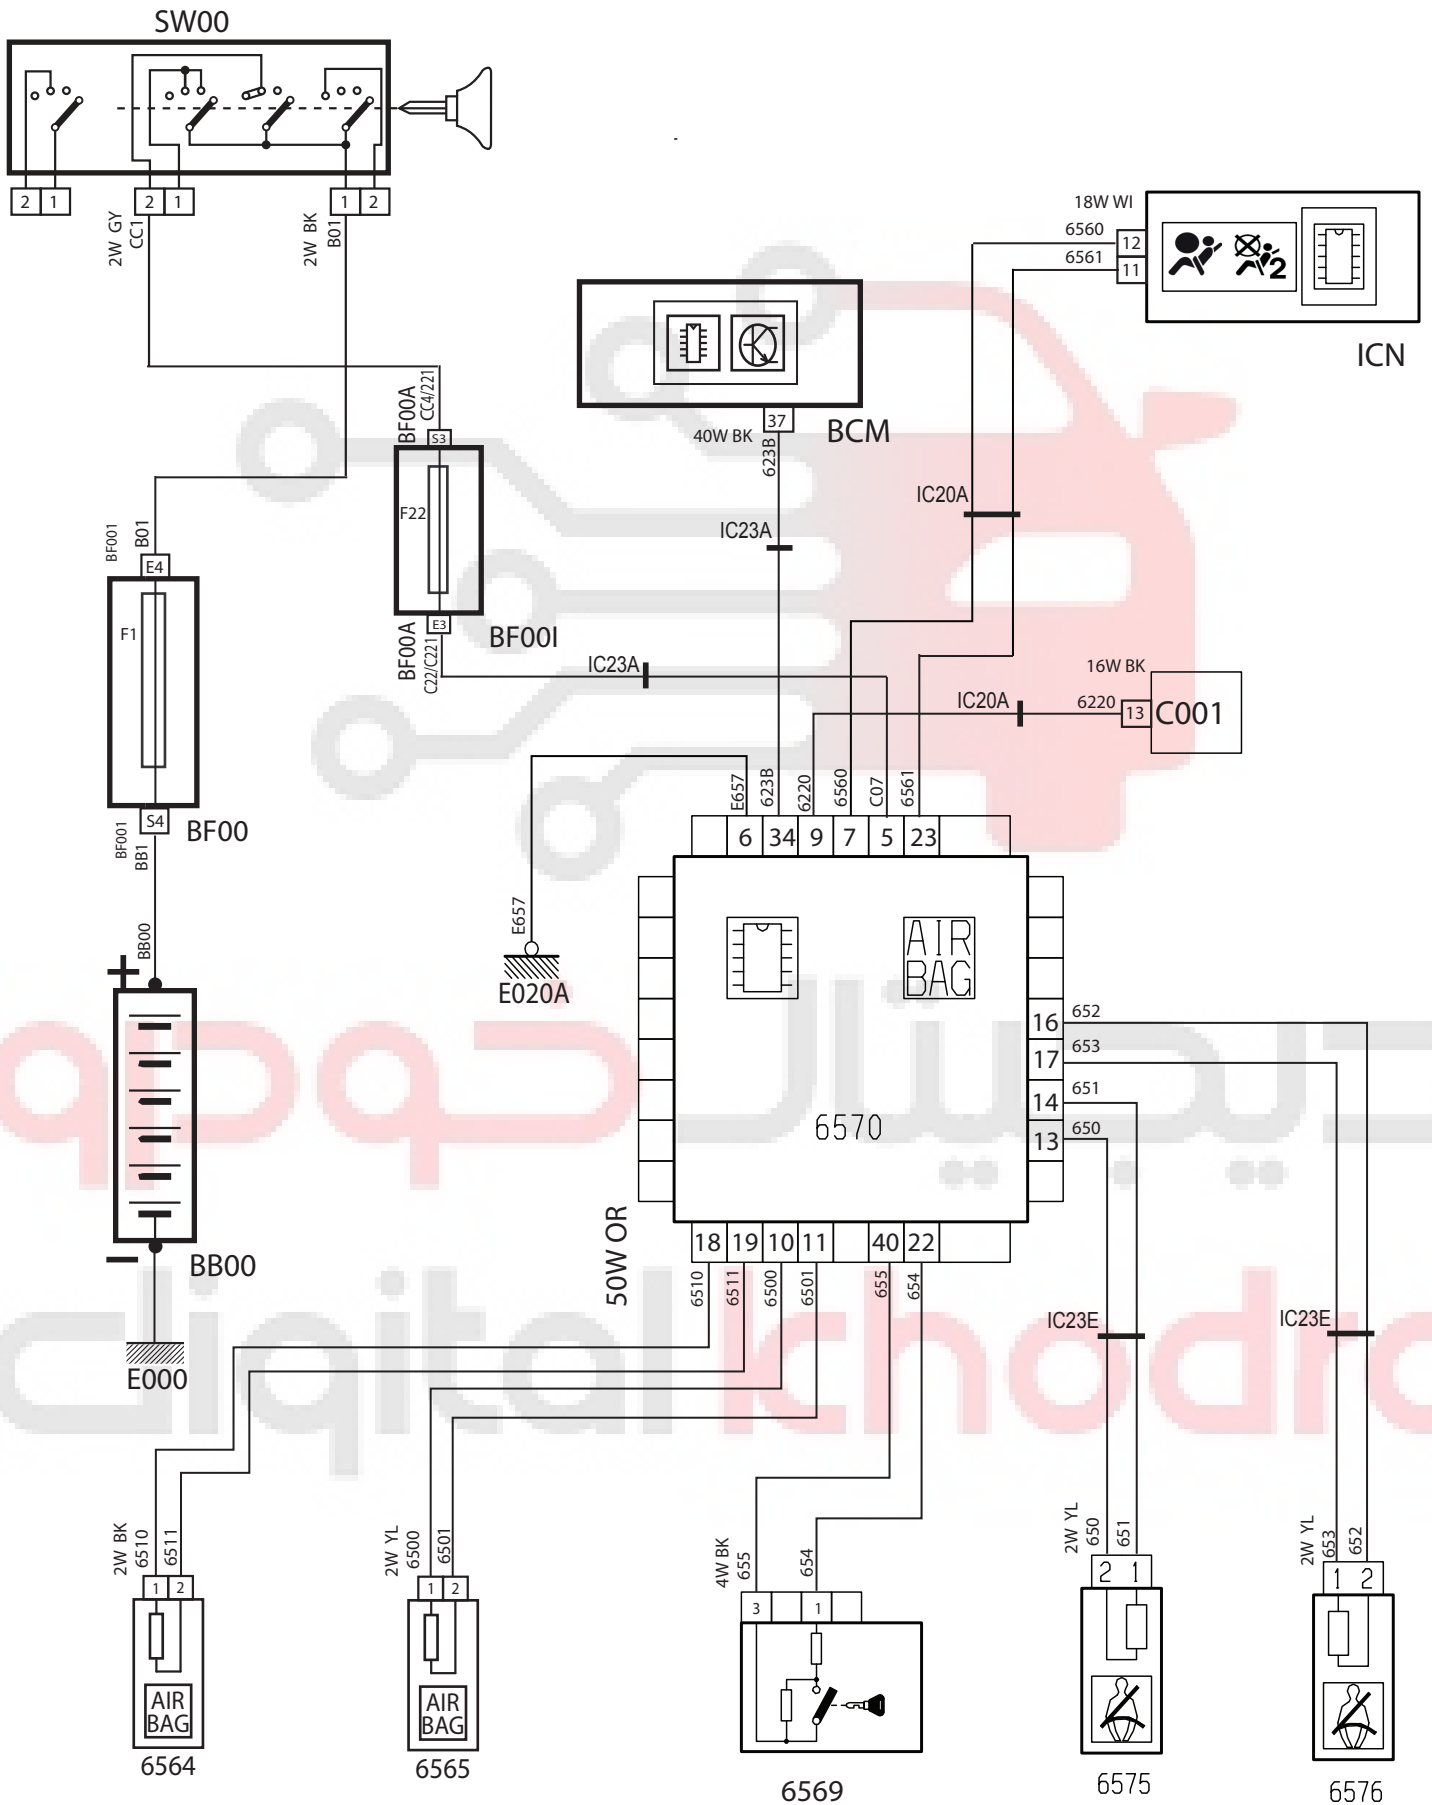 SW00
2 1
2 1
1 2
2W GY
CC1
2W BK
B01
18W WI
6560
12
6561
11
2
ICN
BCM
37
40W BK
623B
BF00A
CC4/221
S3
F22
E3
BF00A
C22/C221
BF00I
IC23A
IC20A
IC23A
16W BK
IC20A
6220
13
C001
BF001
B01
E4
F1
S4
BF00
BF001
BB1
BB00
+
−
BB00
E000
E657
E020A
E657
623B
6220
6560
C07
6561
6 34 9 7 5 23
AIR
BAG
6570
50W OR
16 652
17 653
14 651
13 650
18 19 10 11 40 22
6510
6511
6500
6501
655
654
دیجیتال خودرو
digital khodro
IC23E
IC23E
2W BK
6510
6511
1 2
AIR
BAG
6564
2W YL
6500
6501
1 2
AIR
BAG
6565
4W BK
655
654
3 1
6569
2W YL
650
651
2 1
6575
2W YL
653
652
1 2
6576